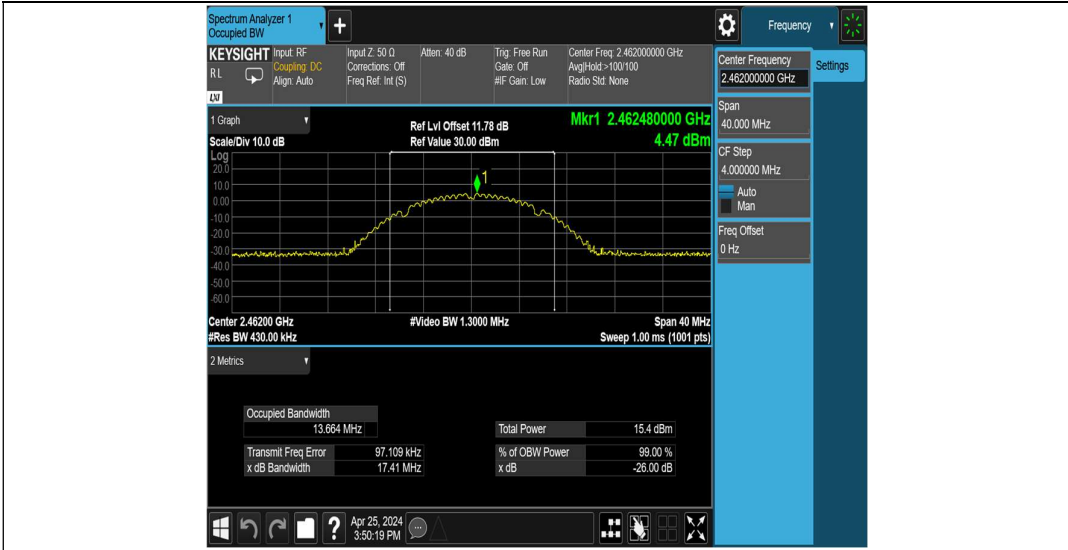 Spectrum Analyzer 1
Occupied BW
Frequency
KEYSIGHT
RL
LXI
Input: RF
Coupling: DC
Align: Auto
Input Z: 50 Ω
Corrections: Off
Freq Ref: Int (S)
Atten: 40 dB
Trig: Free Run
Gate: Off
#IF Gain: Low
Center Freq: 2.462000000 GHz
Avg|Hold:>100/100
Radio Std: None
Center Frequency
2.462000000 GHz
Settings
Span
40.000 MHz
CF Step
4.000000 MHz
Auto
Man
Freq Offset
0 Hz
1 Graph
Scale/Div 10.0 dB
Ref Lvl Offset 11.78 dB
Ref Value 30.00 dBm
Mkr1 2.462480000 GHz
4.47 dBm
Log
20.0
10.0
0.00
-10.0
-20.0
-30.0
-40.0
-50.0
-60.0
1
Center 2.46200 GHz
#Video BW 1.3000 MHz
Span 40 MHz
#Res BW 430.00 kHz
Sweep 1.00 ms (1001 pts)
2 Metrics
Occupied Bandwidth
13.664 MHz
Total Power 15.4 dBm
Transmit Freq Error 97.109 kHz
% of OBW Power 99.00 %
x dB Bandwidth 17.41 MHz
x dB -26.00 dB
?
Apr 25, 2024
3:50:19 PM